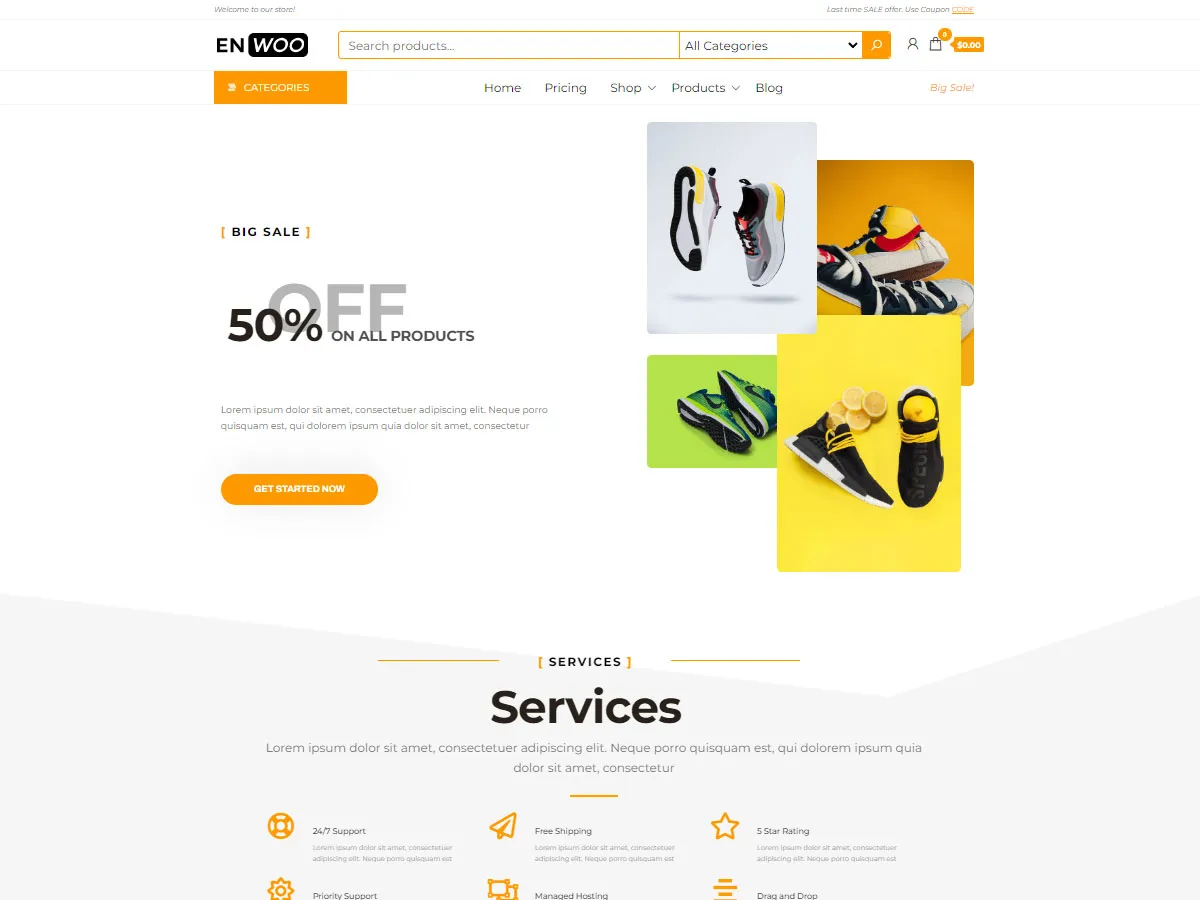 Welcome to our store!
Last time SALE offer. Use Coupon CODE
EN WOO
Search products...
All Categories
0
$0.00
CATEGORIES
Home
Pricing
Shop
Products
Blog
Big Sale!
[ BIG SALE ]
OFF
50% ON ALL PRODUCTS
Lorem ipsum dolor sit amet, consectetuer adipiscing elit. Neque porro
quisquam est, qui dolorem ipsum quia dolor sit amet, consectetur
GET STARTED NOW
[ SERVICES ]
Services
Lorem ipsum dolor sit amet, consectetuer adipiscing elit. Neque porro quisquam est, qui dolorem ipsum quia
dolor sit amet, consectetur
24/7 Support
Lorem ipsum dolor sit amet, consectetuer
adipiscing elit. Neque porro quisquam est
Free Shipping
Lorem ipsum dolor sit amet, consectetuer
adipiscing elit. Neque porro quisquam est
5 Star Rating
Lorem ipsum dolor sit amet, consectetuer
adipiscing elit. Neque porro quisquam est
Priority Support
Managed Hosting
Drag and Drop